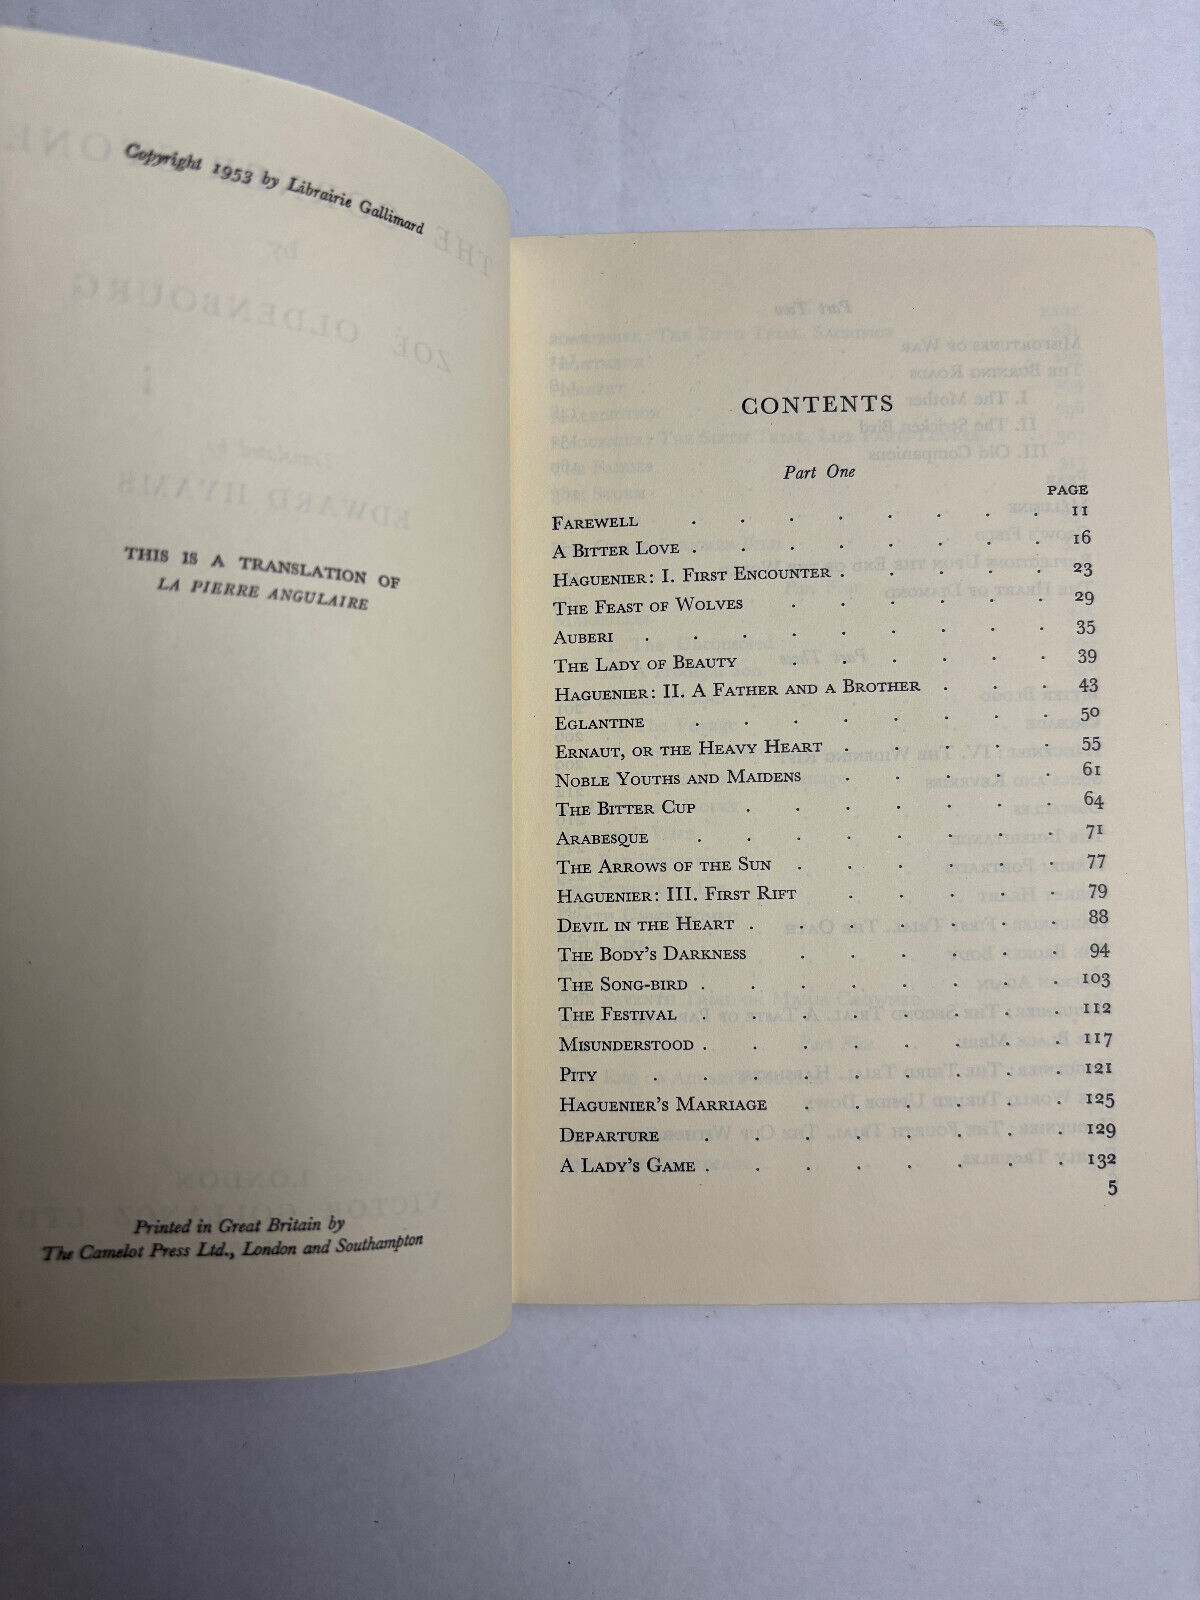 Copyright 1953 by Librairie Gallimard
THIS IS A TRANSLATION OF
LA PIERRE ANGULAIRE
Printed in Great Britain by
The Camelot Press Ltd., London and Southampton
CONTENTS
Part One
PAGE
FAREWELL . . . . . . . . 11
A BITTER LOVE . . . . . . . . 16
HAGUENIER: I. FIRST ENCOUNTER . . . . . 23
THE FEAST OF WOLVES . . . . . . 29
AUBERI . . . . . . . . . 35
THE LADY OF BEAUTY . . . . . . 39
HAGUENIER: II. A FATHER AND A BROTHER . . . 43
EGLANTINE . . . . . . . . 50
ERNAUT, OR THE HEAVY HEART . . . . . 55
NOBLE YOUTHS AND MAIDENS . . . . . 61
THE BITTER CUP . . . . . . . 64
ARABESQUE . . . . . . . . 71
THE ARROWS OF THE SUN . . . . . . 77
HAGUENIER: III. FIRST RIFT . . . . . 79
DEVIL IN THE HEART . . . . . . . 88
THE BODY'S DARKNESS . . . . . . 94
THE SONG-BIRD . . . . . . . . 103
THE FESTIVAL . . . . . . . . 112
MISUNDERSTOOD . . . . . . . . 117
PITY . . . . . . . . . 121
HAGUENIER'S MARRIAGE . . . . . . 125
DEPARTURE . . . . . . . . 129
A LADY'S GAME . . . . . . . . 132
5